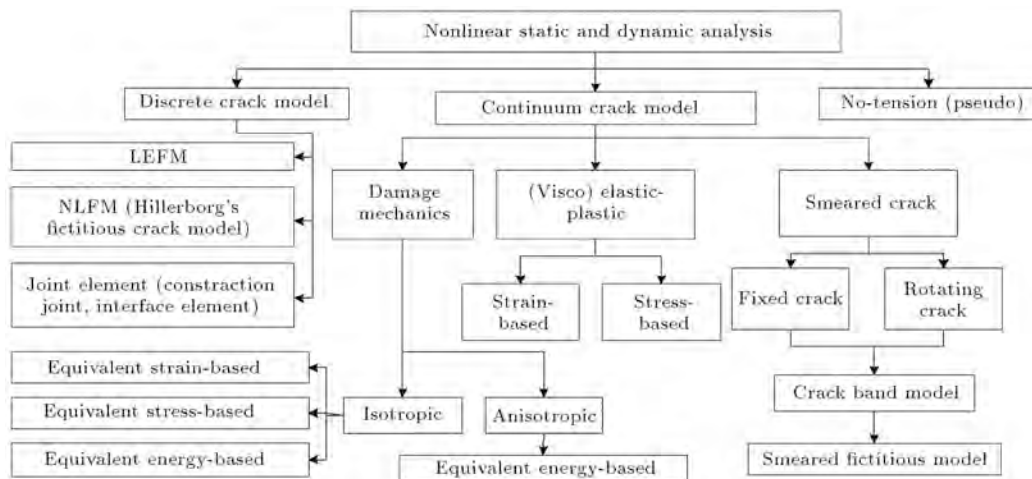 Nonlinear static and dynamic analysis
Discrete crack model
Continuum crack model
No-tension (pseudo)
LEFM
NLFM (Hillerborg's
fictitious crack model)
Joint element (constraction
joint, interface element)
Damage
mechanics
(Visco) elastic-
plastic
Smeared crack
Strain-
based
Stress-
based
Fixed crack
Rotating
crack
Equivalent strain-based
Equivalent stress-based
Equivalent energy-based
Isotropic
Anisotropic
Equivalent energy-based
Crack band model
Smeared fictitious model